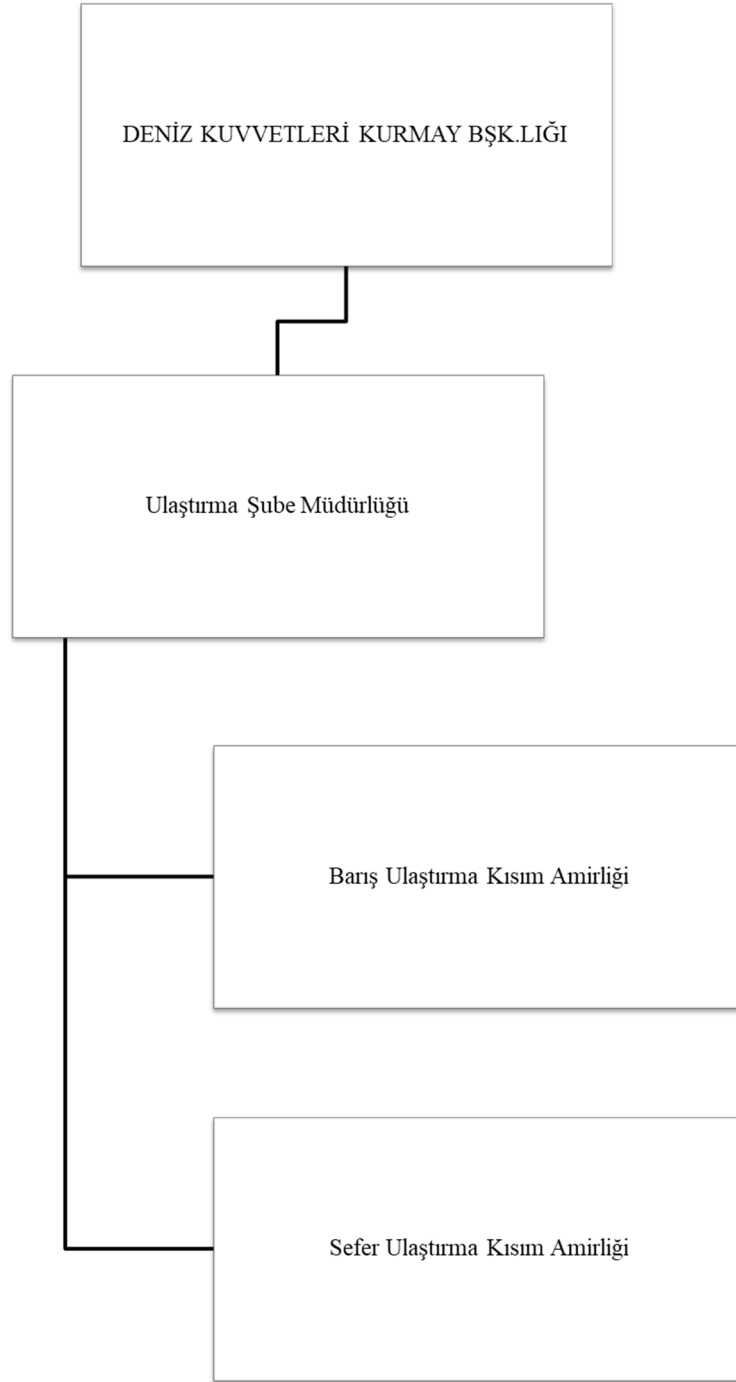 DENİZ KUVVETLERİ KURMAY BŞK.LIĞI
Ulaştırma Şube Müdürlüğü
Barış Ulaştırma Kısım Amirliği
Sefer Ulaştırma Kısım Amirliği